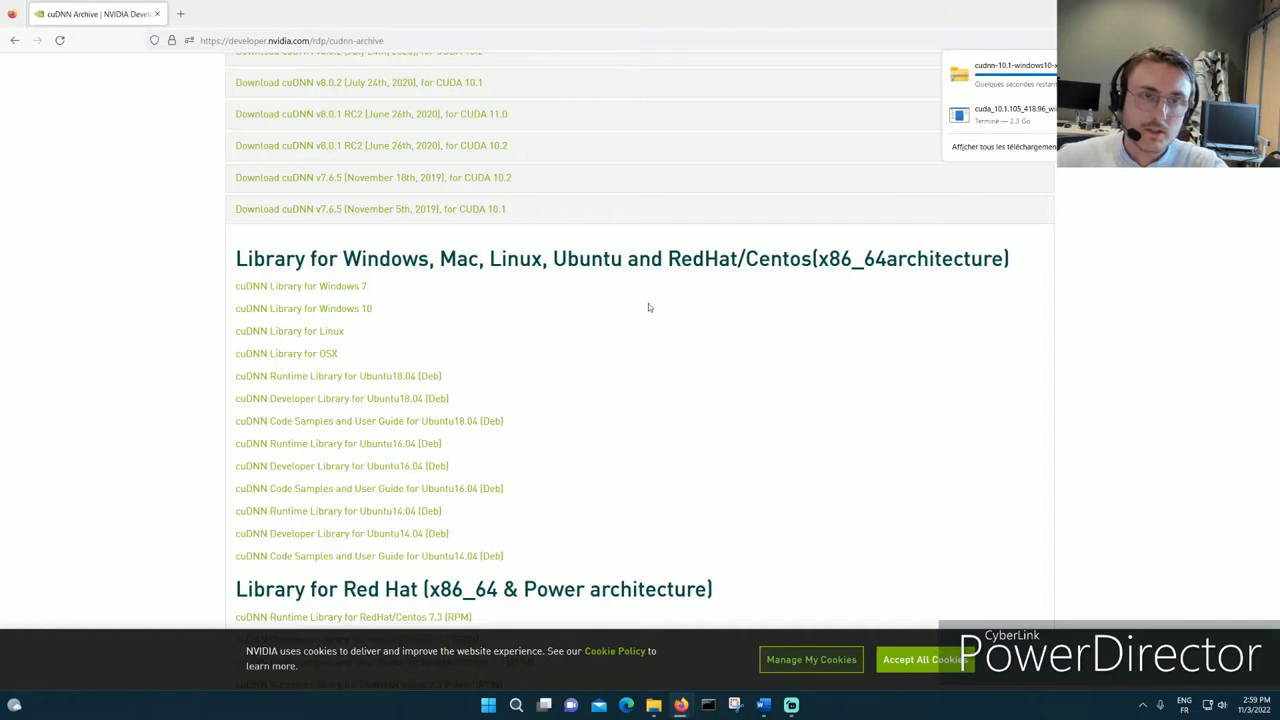 cuDNN Archive | NVIDIA Devel
https://developer.nvidia.com/rdp/cudnn-archive
cudnn-10.1-windows10-x
Quelques secondes restan
cuda_10.1.105_418.96_wi
Terminé — 2,3 Go
Afficher tous les téléchargemen
Download cuDNN v8.0.2 (July 24th, 2020), for CUDA 10.1
Download cuDNN v8.0.1 RC2 (June 26th, 2020), for CUDA 11.0
Download cuDNN v8.0.1 RC2 (June 26th, 2020), for CUDA 10.2
Download cuDNN v7.6.5 (November 18th, 2019), for CUDA 10.2
Download cuDNN v7.6.5 (November 5th, 2019), for CUDA 10.1
Library for Windows, Mac, Linux, Ubuntu and RedHat/Centos(x86_64architecture)
cuDNN Library for Windows 7
cuDNN Library for Windows 10
cuDNN Library for Linux
cuDNN Library for OSX
cuDNN Runtime Library for Ubuntu18.04 (Deb)
cuDNN Developer Library for Ubuntu18.04 (Deb)
cuDNN Code Samples and User Guide for Ubuntu18.04 (Deb)
cuDNN Runtime Library for Ubuntu16.04 (Deb)
cuDNN Developer Library for Ubuntu16.04 (Deb)
cuDNN Code Samples and User Guide for Ubuntu16.04 (Deb)
cuDNN Runtime Library for Ubuntu14.04 (Deb)
cuDNN Developer Library for Ubuntu14.04 (Deb)
cuDNN Code Samples and User Guide for Ubuntu14.04 (Deb)
Library for Red Hat (x86_64 & Power architecture)
cuDNN Runtime Library for RedHat/Centos 7.3 (RPM)
NVIDIA uses cookies to deliver and improve the website experience. See our Cookie Policy to
learn more.
Manage My Cookies
Accept All Cookies
CyberLink
PowerDirector
ENG
FR
2:59 PM
11/3/2022